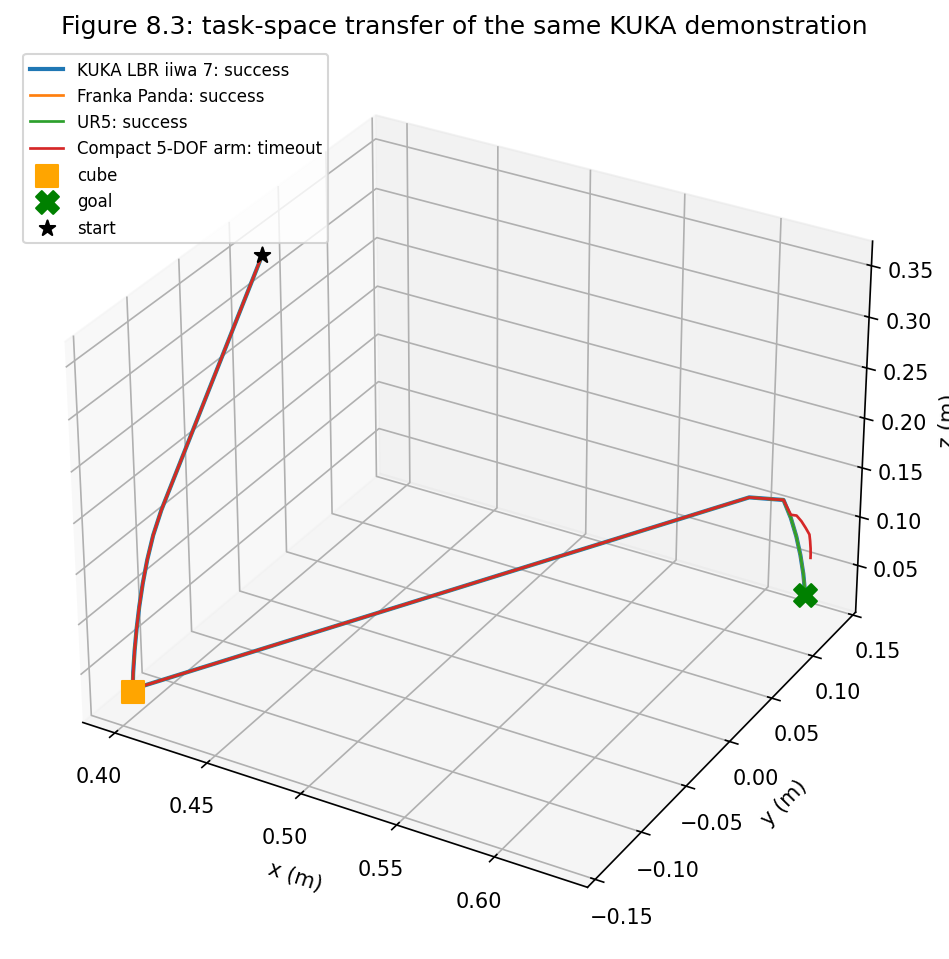 Figure 8.3: task-space transfer of the same KUKA demonstration
KUKA LBR iiwa 7: success
Franka Panda: success
UR5: success
Compact 5-DOF arm: timeout
cube
goal
start
0.35
0.30
0.25
0.20
0.15
0.10
0.05
z (m)
0.15
0.10
0.05
0.00
−0.05
−0.10
−0.15
y (m)
0.40
0.45
0.50
0.55
0.60
x (m)